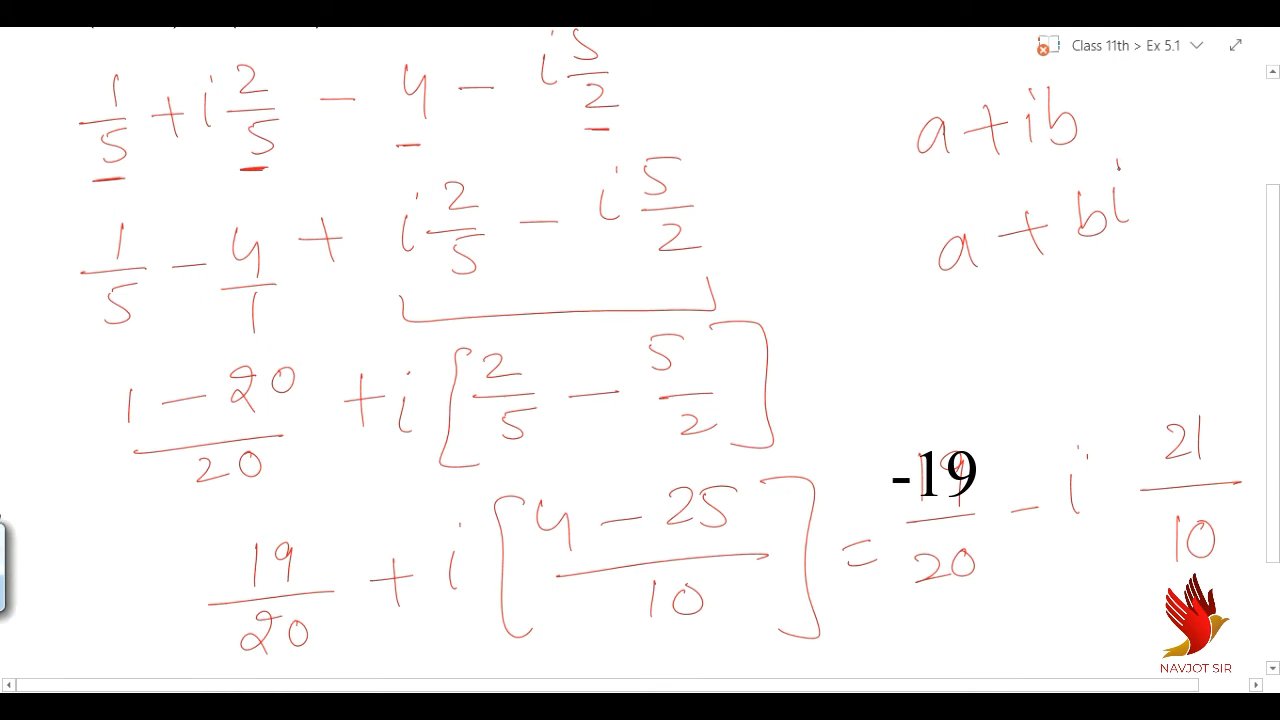 Class 11th > Ex 5.1
1/5 + i 2/5 - 4 - i 5/2
a + ib
1/5 - 4/1 + i 2/5 - i 5/2
a + bi
1 - 20/20 + i [2/5 - 5/2]
19/20 + i [4 - 25/10] = -19/20 - i 21/10
NAVJOT SIR